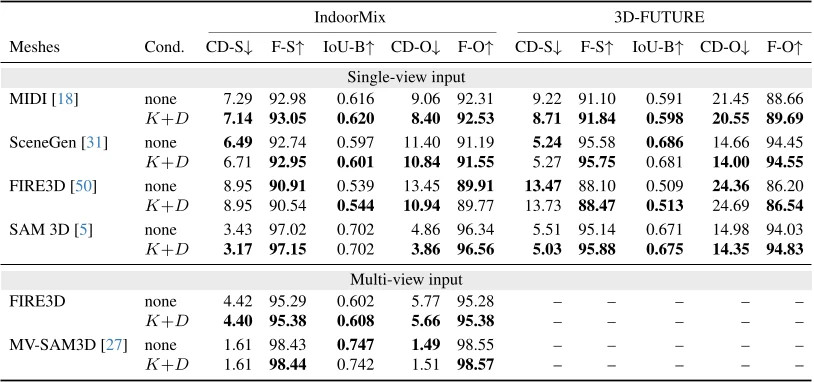 IndoorMix 3D-FUTURE
Meshes Cond. CD-S↓ F-S↑ IoU-B↑ CD-O↓ F-O↑ CD-S↓ F-S↑ IoU-B↑ CD-O↓ F-O↑
Single-view input
MIDI [18] none 7.29 92.98 0.616 9.06 92.31 9.22 91.10 0.591 21.45 88.66
K+D 7.14 93.05 0.620 8.40 92.53 8.71 91.84 0.598 20.55 89.69
SceneGen [31] none 6.49 92.74 0.597 11.40 91.19 5.24 95.58 0.686 14.66 94.45
K+D 6.71 92.95 0.601 10.84 91.55 5.27 95.75 0.681 14.00 94.55
FIRE3D [50] none 8.95 90.91 0.539 13.45 89.91 13.47 88.10 0.509 24.36 86.20
K+D 8.95 90.54 0.544 10.94 89.77 13.73 88.47 0.513 24.69 86.54
SAM 3D [5] none 3.43 97.02 0.702 4.86 96.34 5.51 95.14 0.671 14.98 94.03
K+D 3.17 97.15 0.702 3.86 96.56 5.03 95.88 0.675 14.35 94.83
Multi-view input
FIRE3D none 4.42 95.29 0.602 5.77 95.28 – – – – –
K+D 4.40 95.38 0.608 5.66 95.38 – – – – –
MV-SAM3D [27] none 1.61 98.43 0.747 1.49 98.55 – – – – –
K+D 1.61 98.44 0.742 1.51 98.57 – – – – –